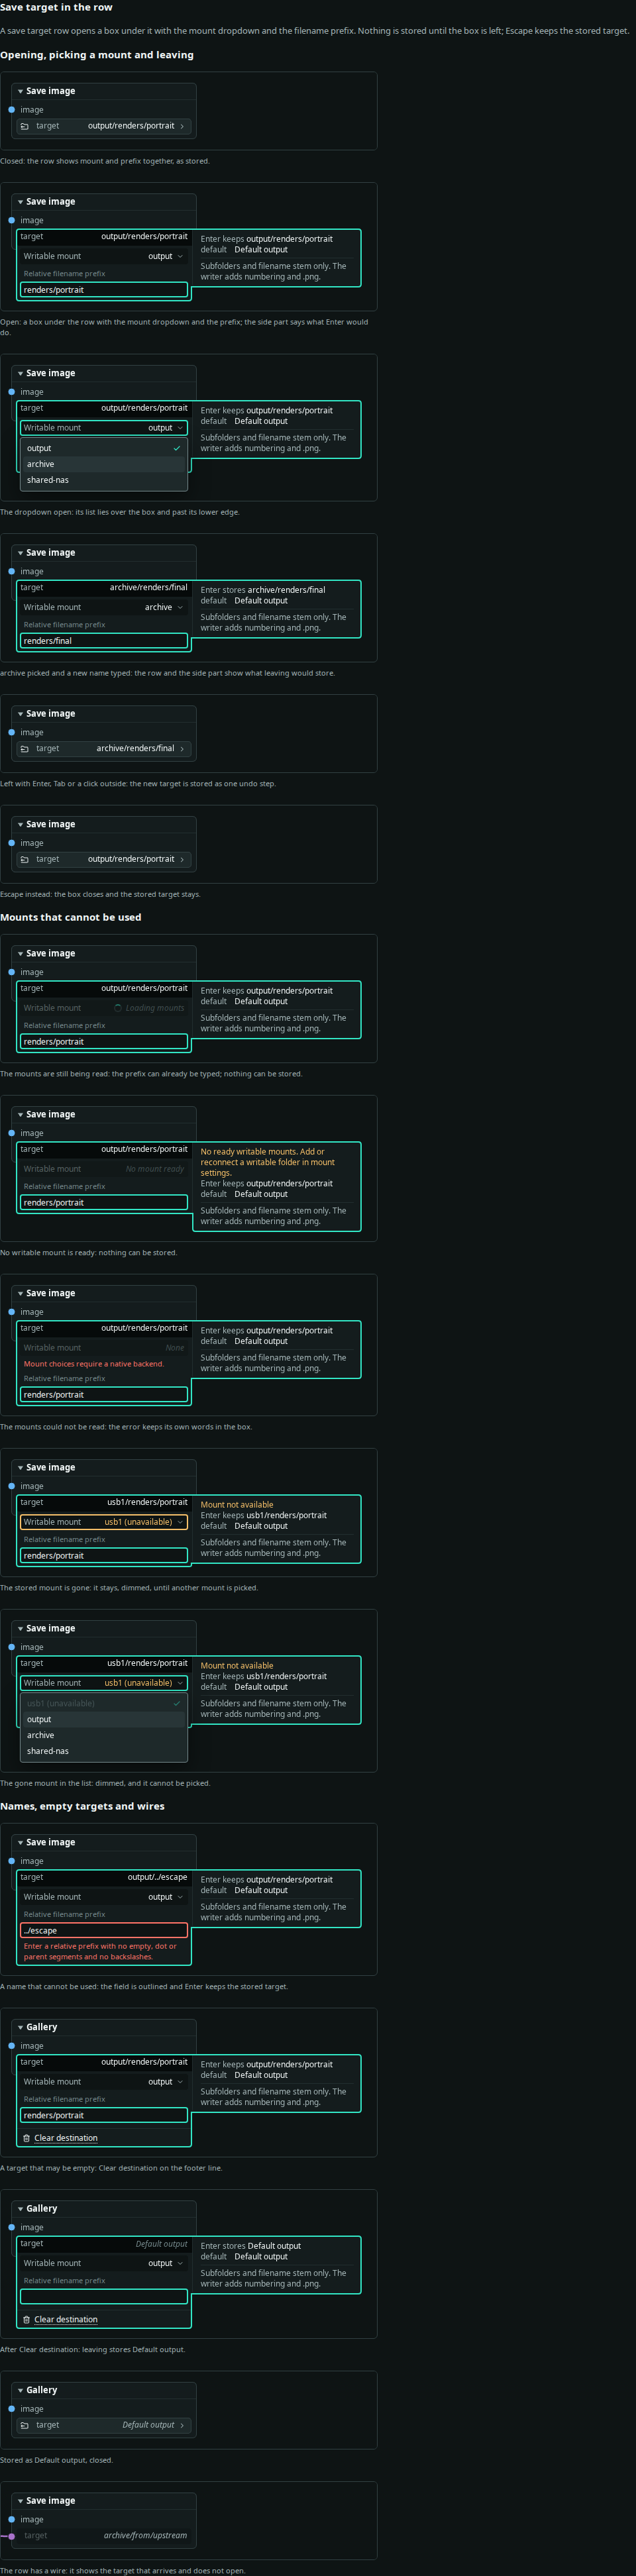 Save target in the row
A save target row opens a box under it with the mount dropdown and the filename prefix. Nothing is stored until the box is left; Escape keeps the stored target.
Opening, picking a mount and leaving
Save image
image
target output/renders/portrait
Closed: the row shows mount and prefix together, as stored.
Save image
image
target output/renders/portrait
Writable mount output
Relative filename prefix
renders/portrait
Enter keeps output/renders/portrait
default Default output
Subfolders and filename stem only. The
writer adds numbering and .png.
Open: a box under the row with the mount dropdown and the prefix; the side part says what Enter would
do.
Save image
image
target output/renders/portrait
Writable mount output
output
archive
shared-nas
Enter keeps output/renders/portrait
default Default output
Subfolders and filename stem only. The
writer adds numbering and .png.
The dropdown open: its list lies over the box and past its lower edge.
Save image
image
target archive/renders/final
Writable mount archive
Relative filename prefix
renders/final
Enter stores archive/renders/final
default Default output
Subfolders and filename stem only. The
writer adds numbering and .png.
archive picked and a new name typed: the row and the side part show what leaving would store.
Save image
image
target archive/renders/final
Left with Enter, Tab or a click outside: the new target is stored as one undo step.
Save image
image
target output/renders/portrait
Escape instead: the box closes and the stored target stays.
Mounts that cannot be used
Save image
image
target output/renders/portrait
Writable mount Loading mounts
Relative filename prefix
renders/portrait
Enter keeps output/renders/portrait
default Default output
Subfolders and filename stem only. The
writer adds numbering and .png.
The mounts are still being read: the prefix can already be typed; nothing can be stored.
Save image
image
target output/renders/portrait
Writable mount No mount ready
Relative filename prefix
renders/portrait
No ready writable mounts. Add or
reconnect a writable folder in mount
settings.
Enter keeps output/renders/portrait
default Default output
Subfolders and filename stem only. The
writer adds numbering and .png.
No writable mount is ready: nothing can be stored.
Save image
image
target output/renders/portrait
Writable mount None
Mount choices require a native backend.
Relative filename prefix
renders/portrait
Enter keeps output/renders/portrait
default Default output
Subfolders and filename stem only. The
writer adds numbering and .png.
The mounts could not be read: the error keeps its own words in the box.
Save image
image
target usb1/renders/portrait
Writable mount usb1 (unavailable)
Relative filename prefix
renders/portrait
Mount not available
Enter keeps usb1/renders/portrait
default Default output
Subfolders and filename stem only. The
writer adds numbering and .png.
The stored mount is gone: it stays, dimmed, until another mount is picked.
Save image
image
target usb1/renders/portrait
Writable mount usb1 (unavailable)
usb1 (unavailable)
output
archive
shared-nas
Mount not available
Enter keeps usb1/renders/portrait
default Default output
Subfolders and filename stem only. The
writer adds numbering and .png.
The gone mount in the list: dimmed, and it cannot be picked.
Names, empty targets and wires
Save image
image
target output/../escape
Writable mount output
Relative filename prefix
../escape
Enter a relative prefix with no empty, dot or
parent segments and no backslashes.
Enter keeps output/renders/portrait
default Default output
Subfolders and filename stem only. The
writer adds numbering and .png.
A name that cannot be used: the field is outlined and Enter keeps the stored target.
Gallery
image
target output/renders/portrait
Writable mount output
Relative filename prefix
renders/portrait
Clear destination
Enter keeps output/renders/portrait
default Default output
Subfolders and filename stem only. The
writer adds numbering and .png.
A target that may be empty: Clear destination on the footer line.
Gallery
image
target Default output
Writable mount output
Relative filename prefix
Clear destination
Enter stores Default output
default Default output
Subfolders and filename stem only. The
writer adds numbering and .png.
After Clear destination: leaving stores Default output.
Gallery
image
target Default output
Stored as Default output, closed.
Save image
image
target archive/from/upstream
The row has a wire: it shows the target that arrives and does not open.